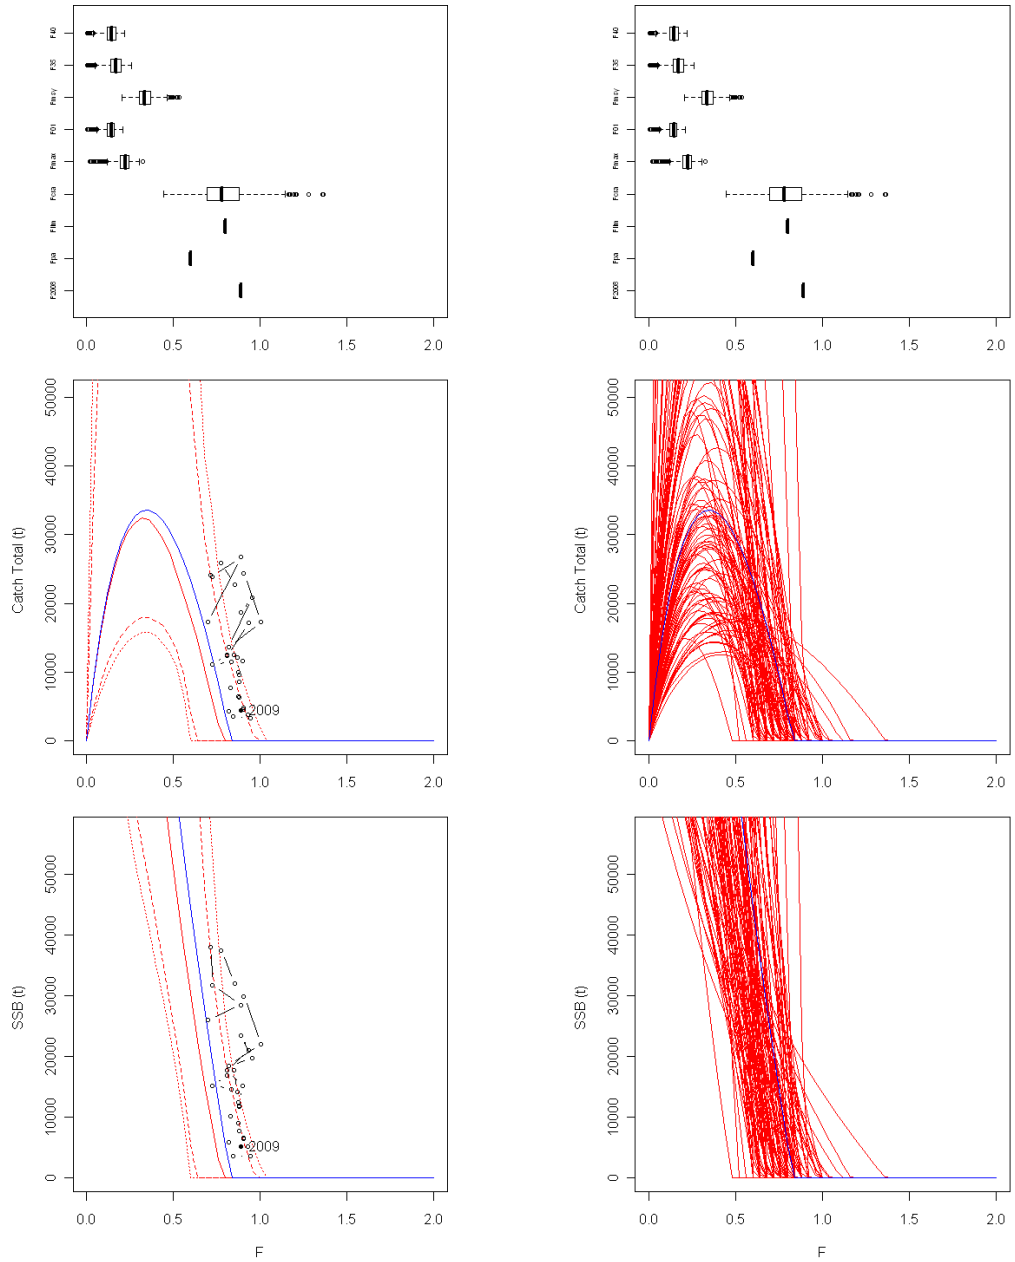 F40 F40
F35 F35
Fmsy Fmsy
F01 F01
Fmax Fmax
Fcra Fcra
Flim Flim
Fpa Fpa
F2008 F2008
0.0 0.5 1.0 1.5 2.0 0.0 0.5 1.0 1.5 2.0
Catch Total (t) Catch Total (t)
50000 50000
40000 40000
30000 30000
20000 20000
10000 10000
0 0
2009
0.0 0.5 1.0 1.5 2.0 0.0 0.5 1.0 1.5 2.0
SSB (t) SSB (t)
50000 50000
40000 40000
30000 30000
20000 20000
10000 10000
0 0
2009
0.0 0.5 1.0 1.5 2.0 0.0 0.5 1.0 1.5 2.0
F F